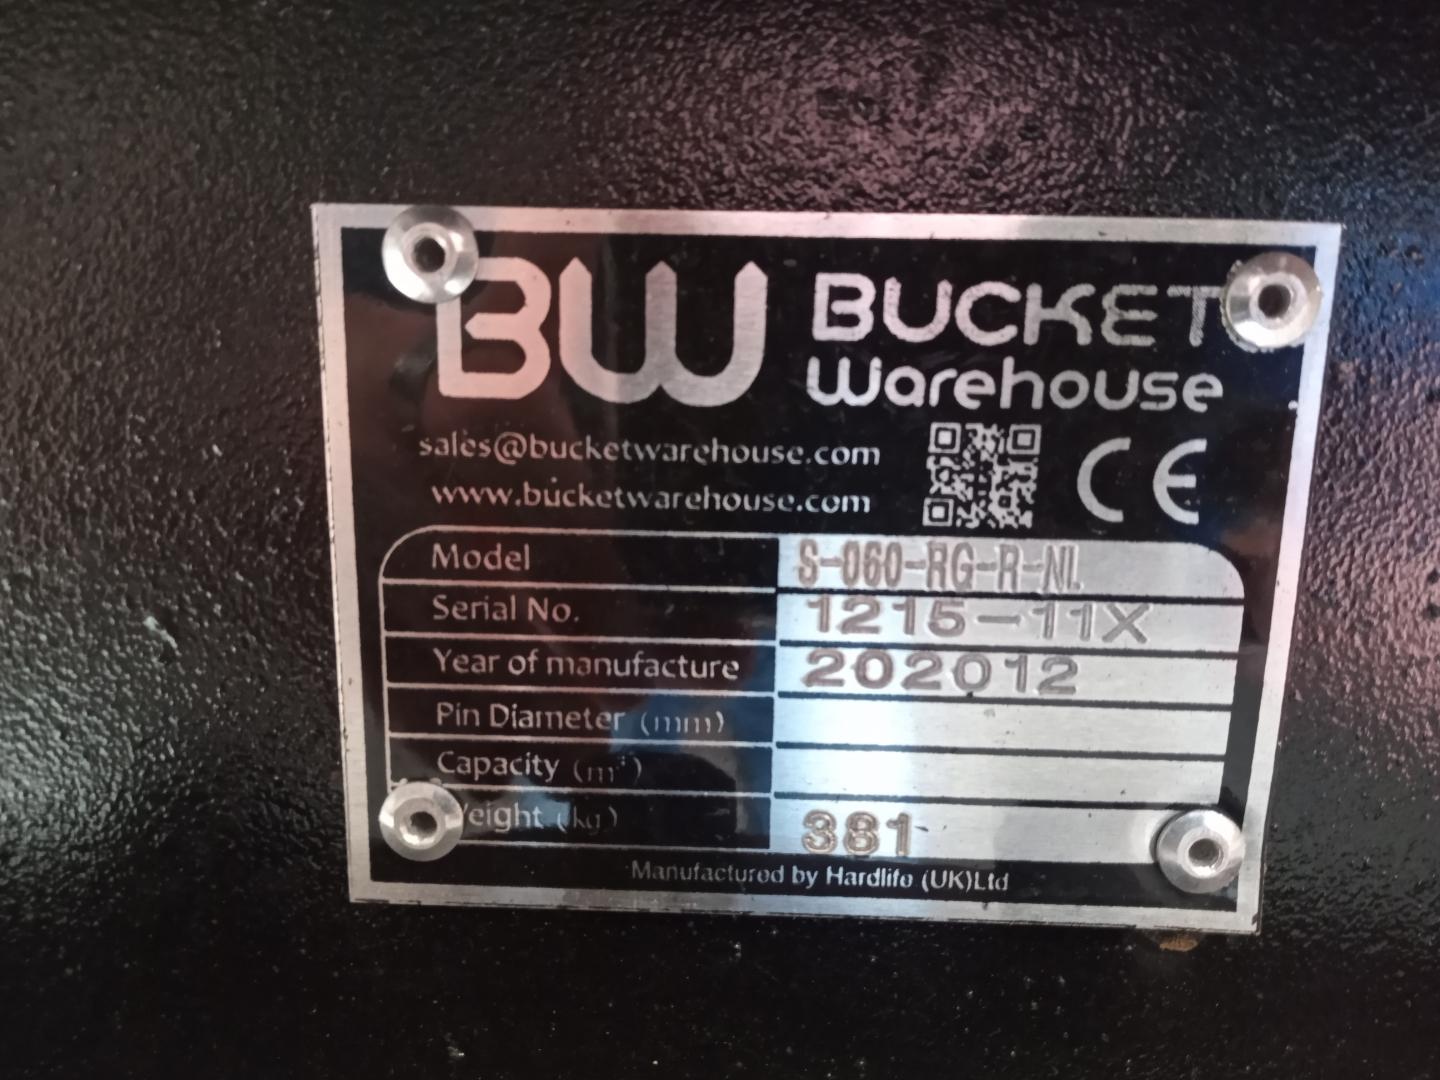 BW BUCKET
Warehouse
sales@bucketwarehouse.com
www.bucketwarehouse.com
CE
Model S-060-RG-R-NL
Serial No. 1215-11X
Year of manufacture 202012
Pin Diameter (mm)
Capacity (m³)
Weight (kg) 381
Manufactured by Hardlife (UK)Ltd